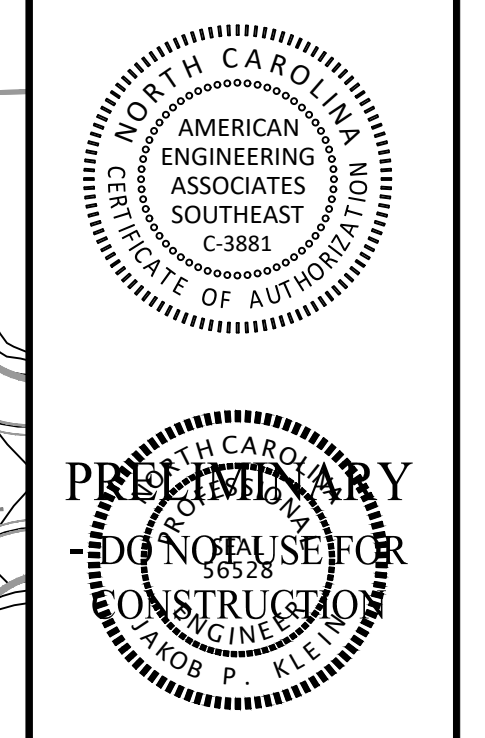 NORTH CAROLINA
AMERICAN
ENGINEERING
ASSOCIATES
SOUTHEAST
C-3881
CERTIFICATE OF AUTHORIZATION
NORTH CAROLINA
PROFESSIONAL
SEAL
56528
ENGINEER
JAKOB P. KLEIN
PRELIMINARY
- DO NOT USE FOR
CONSTRUCTION